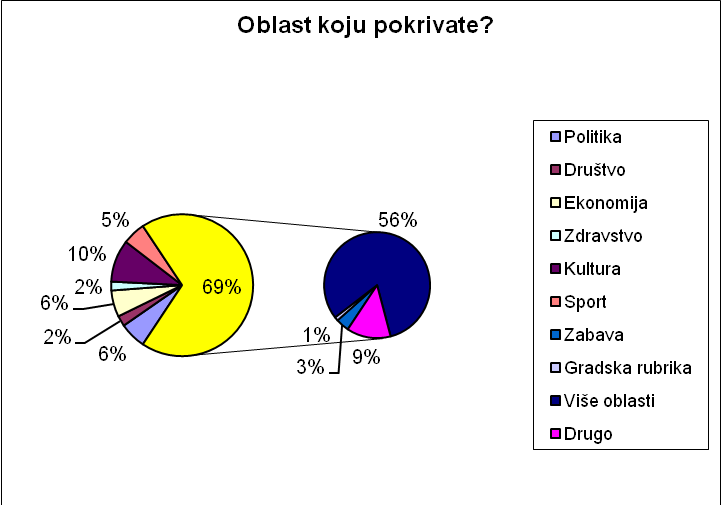 Oblast koju pokrivate?
5%
56%
10%
2%
69%
6%
2%
6%
1%
3%
9%
Politika
Društvo
Ekonomija
Zdravstvo
Kultura
Sport
Zabava
Gradska rubrika
Više oblasti
Drugo